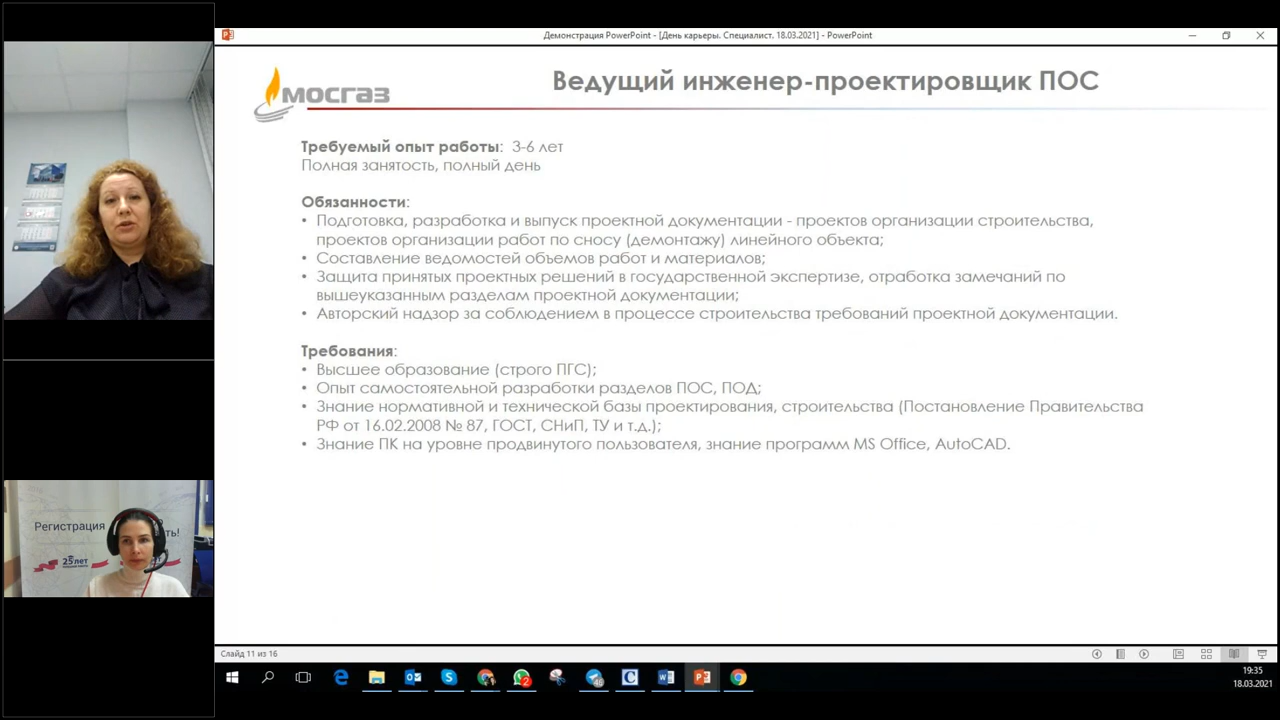 Демонстрация PowerPoint - [День карьеры. Специалист. 18.03.2021] - PowerPoint
мосгаз
Ведущий инженер-проектировщик ПОС
Требуемый опыт работы: 3-6 лет
Полная занятость, полный день
Обязанности:
• Подготовка, разработка и выпуск проектной документации - проектов организации строительства,
проектов организации работ по сносу (демонтажу) линейного объекта;
• Составление ведомостей объемов работ и материалов;
• Защита принятых проектных решений в государственной экспертизе, отработка замечаний по
вышеуказанным разделам проектной документации;
• Авторский надзор за соблюдением в процессе строительства требований проектной документации.
Требования:
• Высшее образование (строго ПГС);
• Опыт самостоятельной разработки разделов ПОС, ПОД;
• Знание нормативной и технической базы проектирования, строительства (Постановление Правительства
РФ от 16.02.2008 № 87, ГОСТ, СНиП, ТУ и т.д.);
• Знание ПК на уровне продвинутого пользователя, знание программ MS Office, AutoCAD.
Регистрация
25 лет
Слайд 11 из 16
19:35
18.03.2021